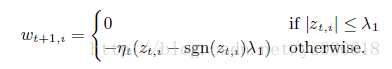 w_{t+1,i} = { 0 if |z_{t,i}| ≤ λ_1
−η_t(z_{t,i} − sgn(z_{t,i})λ_1) otherwise.